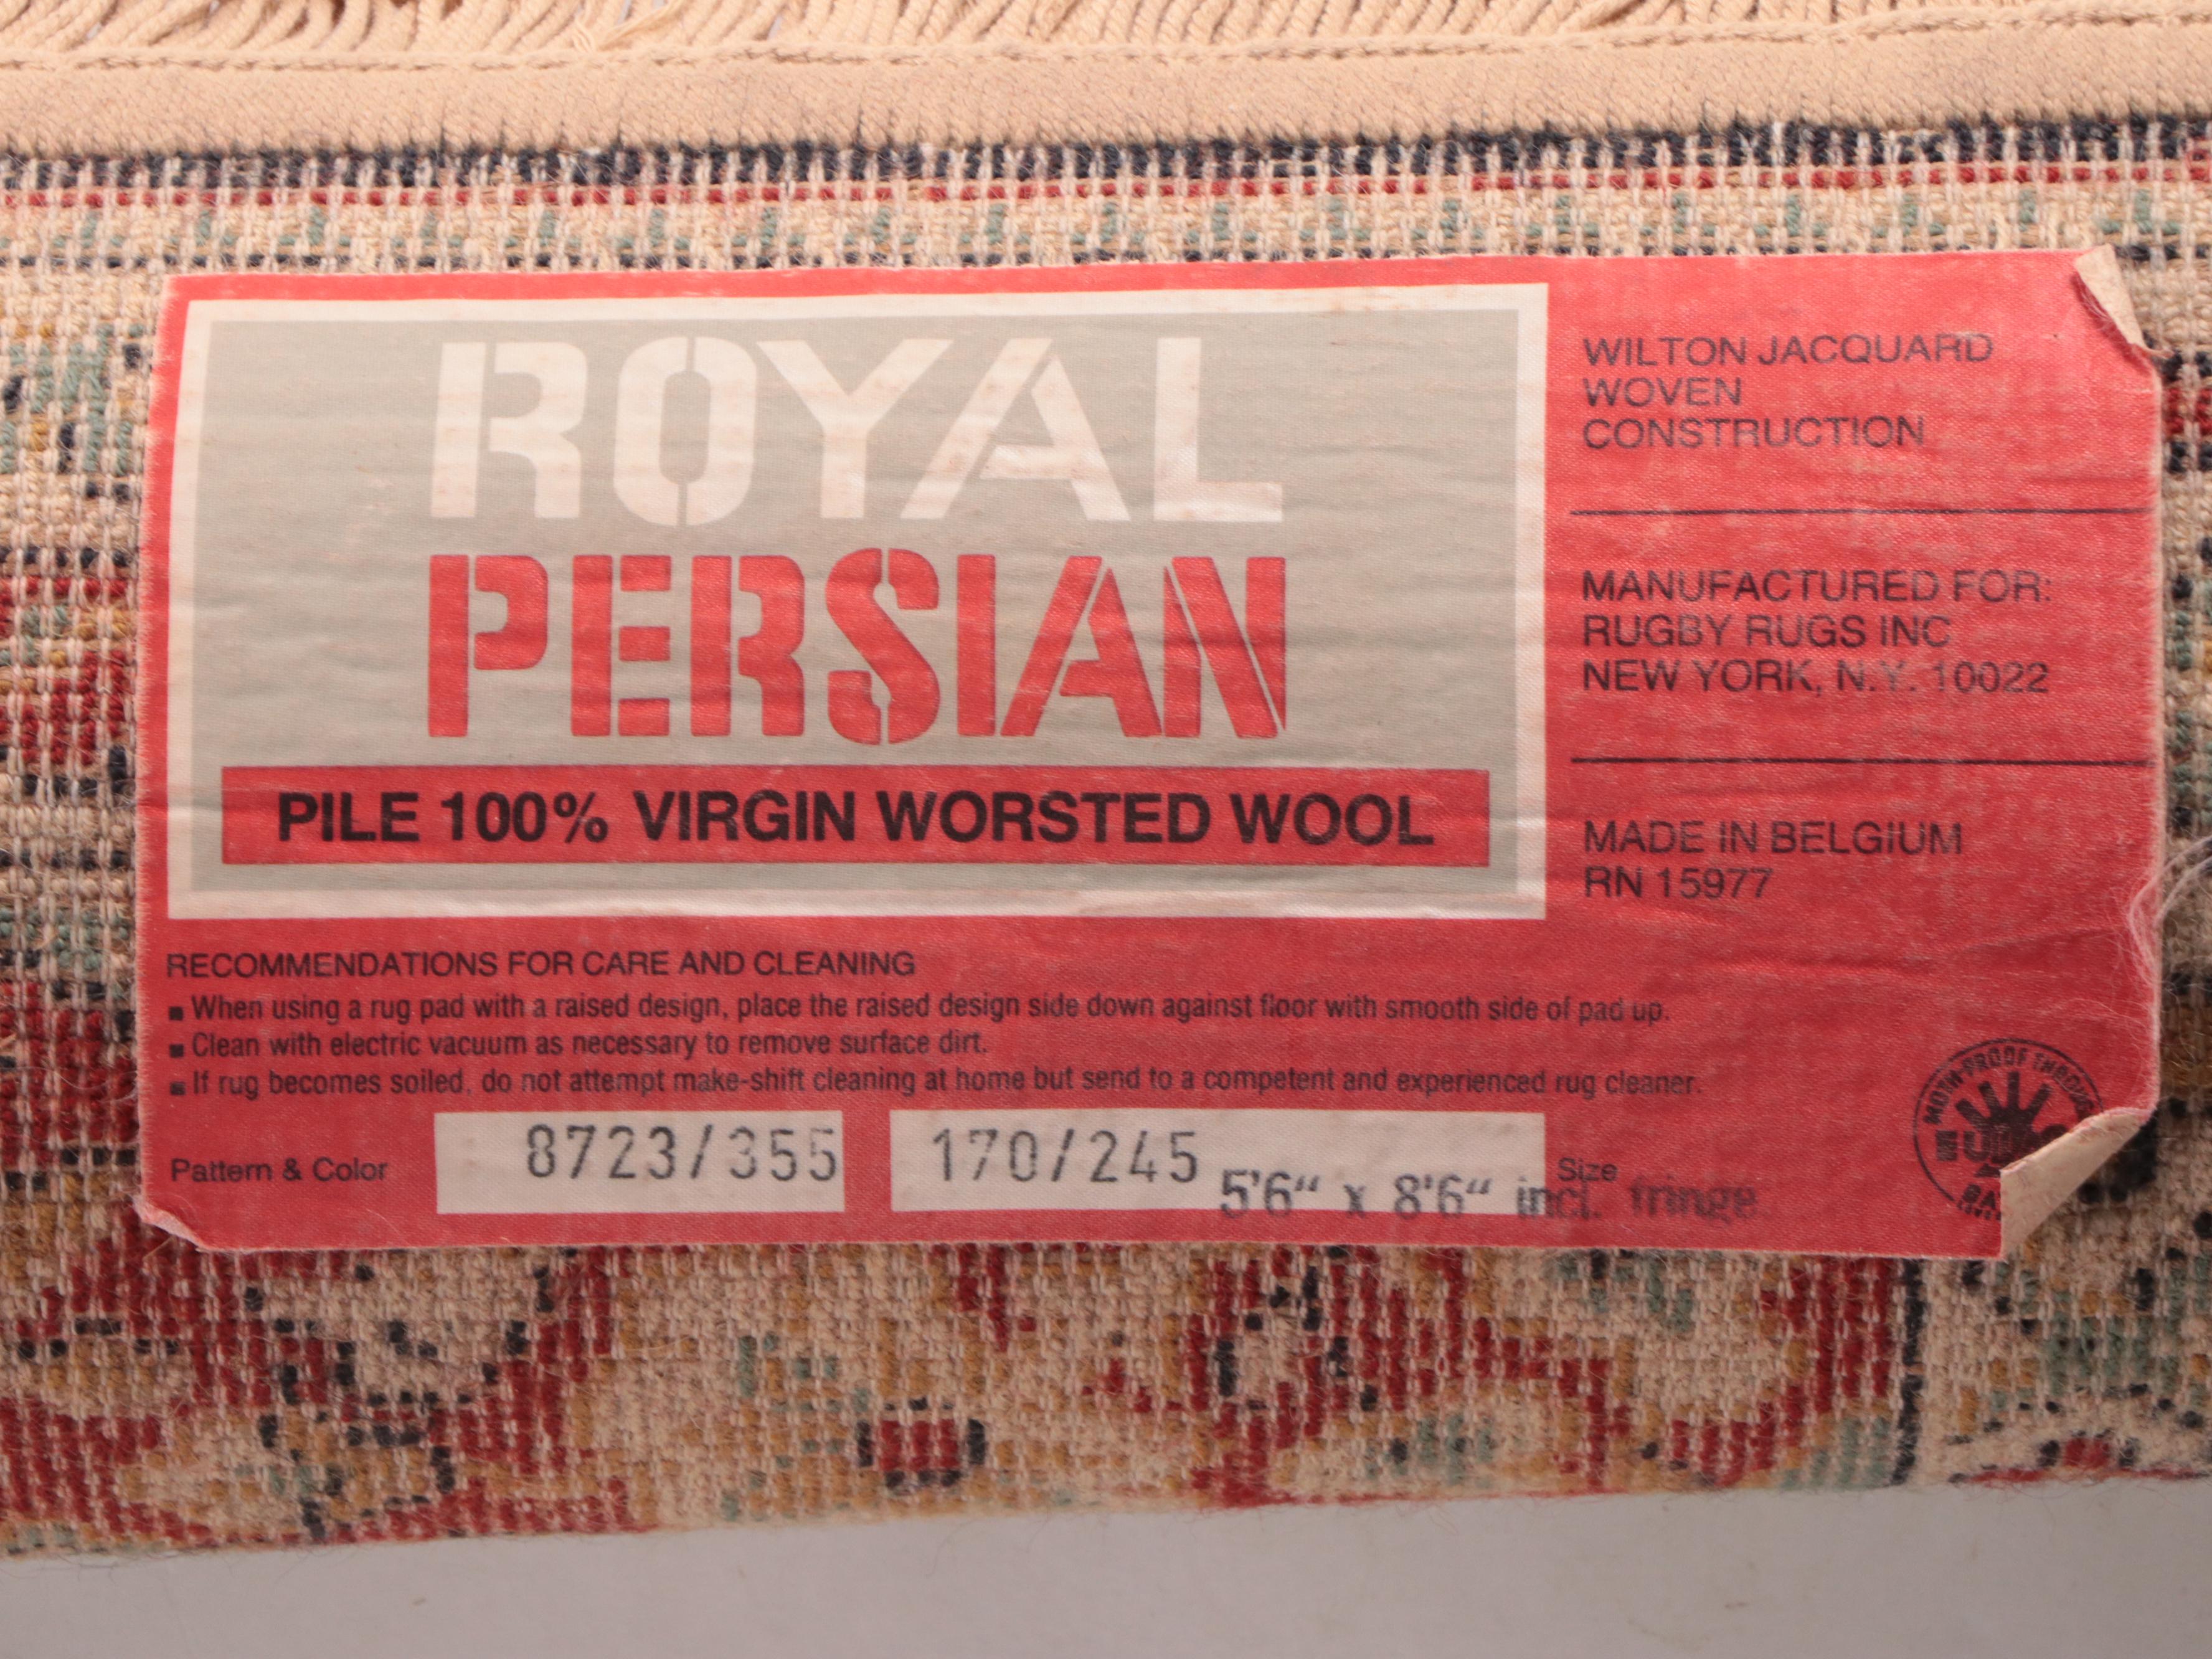 ROYAL
PERSIAN
PILE 100% VIRGIN WORSTED WOOL
WILTON JACQUARD
WOVEN
CONSTRUCTION
MANUFACTURED FOR:
RUGBY RUGS INC
NEW YORK, N.Y. 10022
MADE IN BELGIUM
RN 15977
RECOMMENDATIONS FOR CARE AND CLEANING
▪ When using a rug pad with a raised design, place the raised design side down against floor with smooth side of pad up.
▪ Clean with electric vacuum as necessary to remove surface dirt.
▪ If rug becomes soiled, do not attempt make-shift cleaning at home but send to a competent and experienced rug cleaner.
Pattern & Color 8723/355 170/245 Size
5'6“ x 8'6“ incl. fringe
MOTH-PROOF